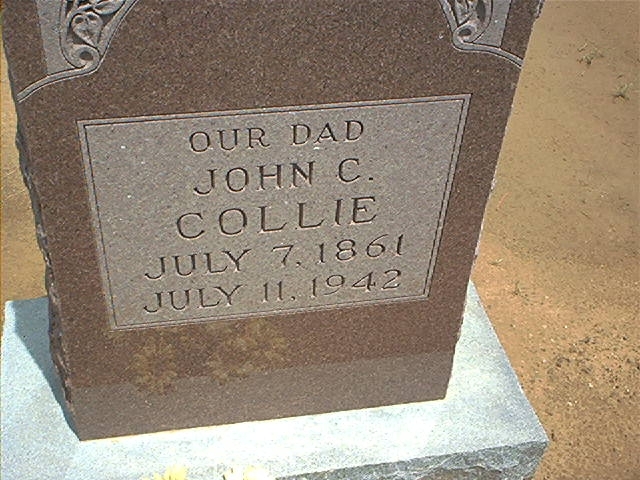 OUR DAD
JOHN C.
COLLIE
JULY 7, 1861
JULY 11, 1942